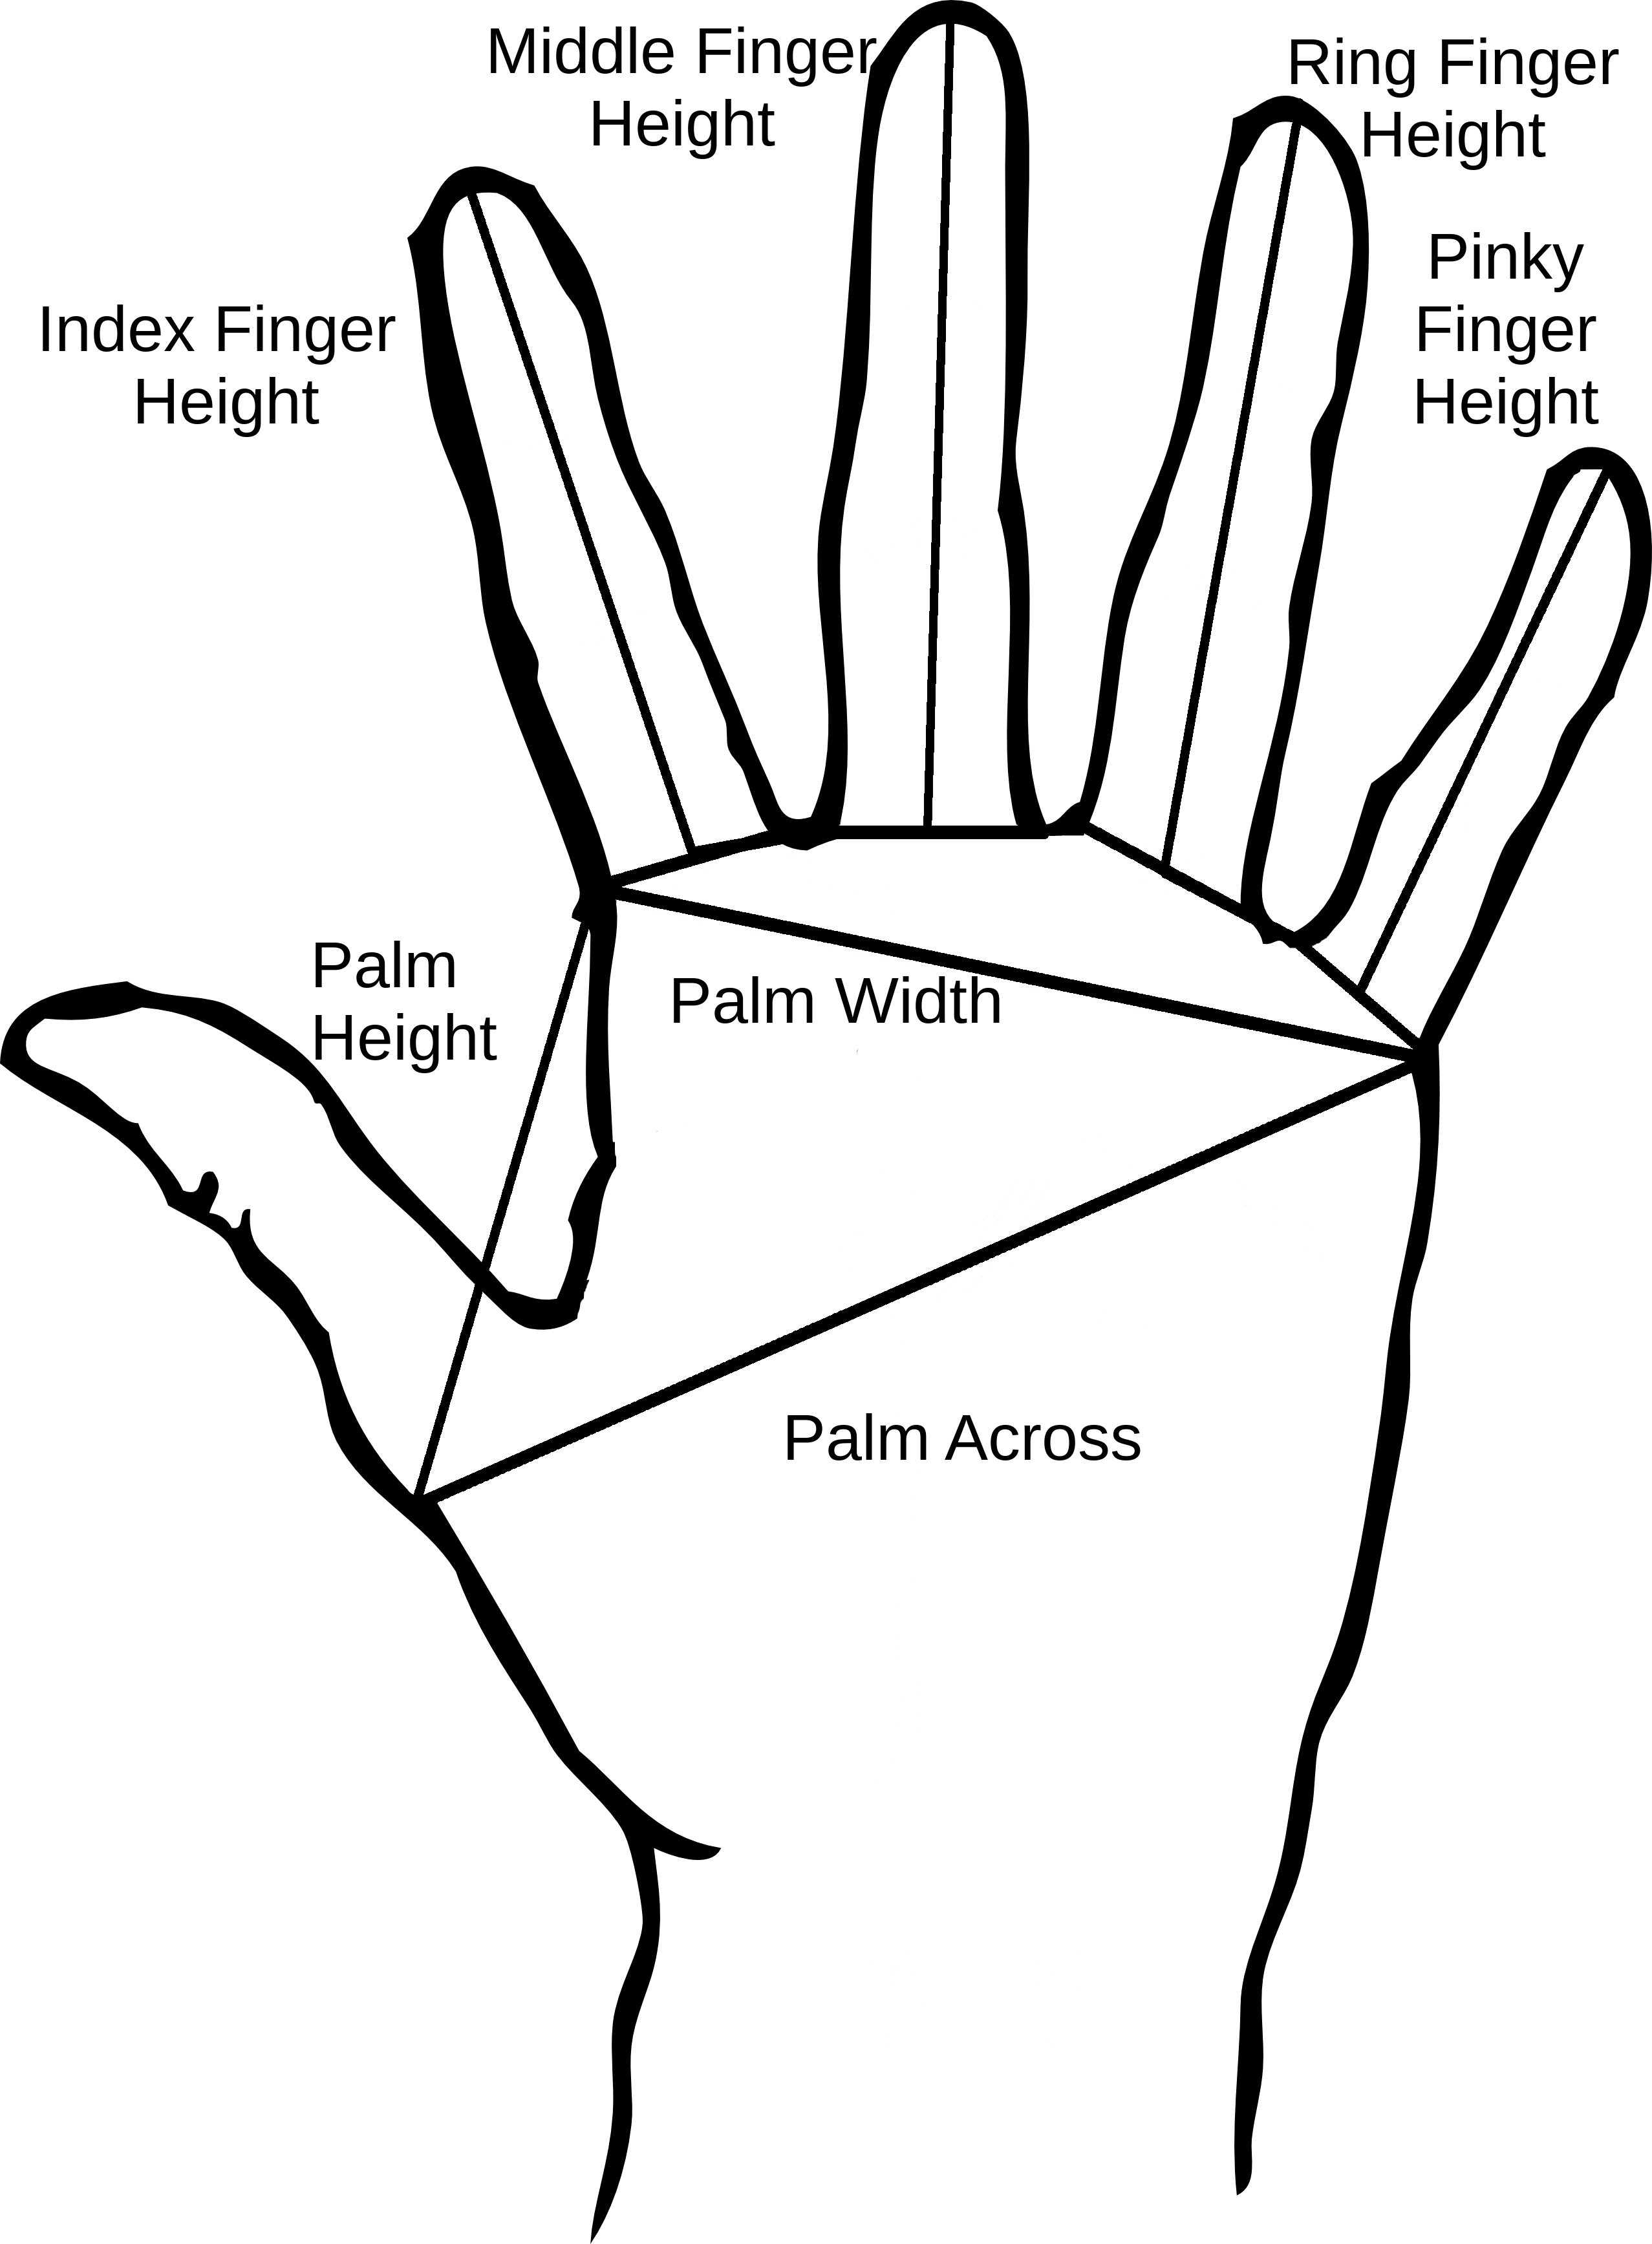 Middle Finger
Height
Ring Finger
Height
Pinky
Finger
Height
Index Finger
Height
Palm
Height
Palm Width
Palm Across